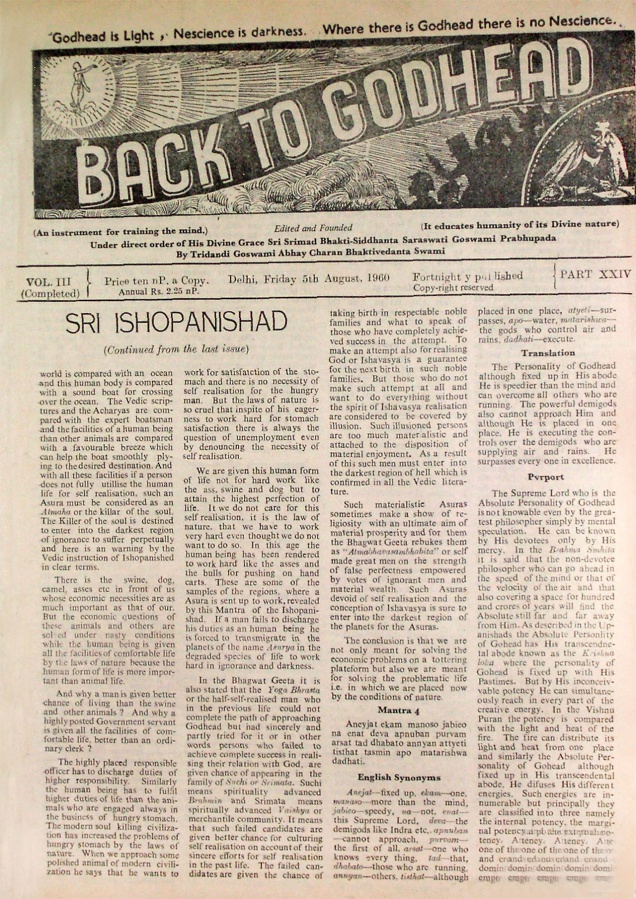 "Godhead is Light, Nescience is darkness. Where there is Godhead there is no Nescience.
BACK TO GODHEAD
(An instrument for training the mind,)
Edited and Founded
(It educates humanity of its Divine nature)
Under direct order of His Divine Grace Sri Srimad Bhakti-Siddhanta Saraswati Goswami Prabhupada
By Tridandi Goswami Abhay Charan Bhaktivedanta Swami
VOL. III
(Completed)
Price ten nP, a Copy.
Annual Rs. 2.25 nP.
Delhi, Friday 5th August, 1960
Fortnight y published
Copy-right reserved
PART XXIV
SRI ISHOPANISHAD
(Continued from the last issue)
world is compared with an ocean
and this human body is compared
with a sound boat for crossing
over the ocean. The Vedic scrip-
tures and the Acharyas are com-
pared with the expert boatsman
and the facilities of a human being
than other animals are compared
with a favourable breeze which
can help the boat smoothly ply-
ing to the desired destination. And
with all these facilities if a person
does not fully utilise the human
life for self realisation, such an
Asura must be considered as an
Atmaha or the killar of the soul.
The Killer of the soul is destined
to enter into the darkest region
of ignorance to suffer perpetually
and here is an warning by the
Vedic instruction of Ishopanished
in clear terms.
There is the swine, dog,
camel, asses etc in front of us
whose economic necessities are as
much important as that of our.
But the economic questions of
these animals and others are
solved under nasty conditions
while the human being is given
all the facilities of comfortable life
by the laws of nature because the
human form of life is more impor-
tant than animal life.
And why a man is given better
chance of living than the swine
and other animals ? And why a
highly posted Government servant
is given all the facilities of com-
fortable life, better than an ordi-
nary clerk ?
The highly placed responsible
officer has to discharge duties of
higher responsibility. Similarly
the human being has to fulfil
higher duties of life than the ani-
mals who are engaged always in
the business of hungry stomach.
The modern soul killing civiliza-
tion has increased the problems of
hungry stomach by the laws of
nature. When we approach some
polished animal of modern civili-
zation he says that he wants to
work for satisfatction of the sto-
mach and there is no necessity of
self realisation for the hungry
man. But the laws of nature is
so cruel that inspite of his eager-
ness to work hard for stomach
satisfaction there is always the
question of unemployment even
by denouncing the necessity of
self realisation.
We are given this human form
of life not for hard work like
the ass, swine and dog but to
attain the highest perfection of
life. It we do not care for this
self realisation, it is the law of
nature, that we have to work
very hard even thought we do not
want to do so. In this age the
human being has been rendered
to work hard like the asses and
the bulls for pushing on hand
carts. These are some of the
samples of the regions, where a
Asura is sent up to work, revealed
by this Mantra of the Ishopani-
shad. If a man fails to discharge
his duties as an human being he
is forced to transmigrate in the
planets of the name Asurya in the
degraded species of life to work
hard in ignorance and darkness.
In the Bhagwat Geeta it is
also stated that the Yoga Bhrasta
or the half-self-realised man who
in the previous life could not
complete the path of approaching
Godhead but had sincerely and
partly tried for it or in other
words persons who failed to
achieve complete success in reali-
sing their relation with God, are
given chance of appearing in the
family of Suchi or Srimata. Such
means spiritually advanced
Brahmin and Srimata means
spiritually advanced Vaishya or
merchantile community. It means
that such failed candidates are
given better chance for culturing
self realisation on account of their
sincere efforts for self realisation
in the past life. The failed can-
didates are given the chance of
taking birth in respectable noble
families and what to speak of
those who have completely achie-
ved success in the attempt. To
make an attempt also for realising
God or Ishavasya is a guarantee
for the next birth in such noble
families. But those who do not
make such attempt at all and
want to do everything without
the spirit of Ishavasya realisation
are considered to be covered by
illusion. Such illusioned persons
are too much materialistic and
attached to the disposition of
material enjoyment. As a result
of this such men must enter into
the darkest region of hell which is
confirmed in all the Vedic litera-
ture.
Such materialistic Asuras
sometimes make a show of re-
ligiosity with an ultimate aim of
material prosperity and for them
the Bhagwat Geeta rebukes them
as "Atmabhavasambhabita" or self
made great men on the strength
of false perfectness empowered
by votes of ignorant men and
material wealth. Such Asuras
devoid of self realisation and the
conception of Ishavasya is sure to
enter into the darkest region of
the planets for the Asuras.
The conclusion is that we are
not only meant for solving the
economic problems on a tottering
plateform but also we are meant
for solving the problematic life
i.e. in which we are placed now
by the conditions of nature.
Mantra 4
Aneyjat ekam manoso jabieo
na enat deva apnuban purvam
arsat tad dhabato annyan attyeti
tisthat tasmin apo matarishwa
dadhati.
English Synonyms
Anejat—fixed up, ekam—one,
manaso—more than the mind,
jabieo—speedy, na—not, enat—
this Supreme Lord, deva—the
demigods like Indra etc, apnuban
—cannot approach, purvam—
the first of all, arsat—one who
knows every thing, tad—that,
dhabato—those who are running,
annyan—others, tisthat—although
placed in one place, atyeti—sur-
passes, apo—water, matarishwa—
the gods who control air and
rains, dadhati—execute.
Translation
The Personality of Godhead
although fixed up in His abode
He is speedier than the mind and
can overcome all others who are
running. The powerful demigods
also cannot approach Him and
although He is placed in one
place, He is executing the con-
trols over the demigods who are
supplying air and rains. He
surpasses every one in excellence.
Pvrport
The Supreme Lord who is the
Absolute Personality of Godhead
is not knowable even by the grea-
test philosopher simply by mental
speculation. He can be known
by His devotees only by His
mercy. In the Brahma Samhita
it is said that the non-devotee
philosopher who can go ahead in
the speed of the mind or that of
the velocity of the air and that
also covering a space for hundred
and crores of years will find the
Absolute still far and far away
from Him. As described in the Up-
anishads the Absolute Personlity
of Godhead has His transcenden-
tal abode known as the Krishna
loka where the personality of
Gohead is fixed up with His
Pastimes. But by His inconcei-
vable potency He can simultane-
ously reach in every part of the
creative energy. In the Vishnu
Puran the potency is compared
with the light and heat of the
fire. The fire can distribute its
light and heat from one place
and similarly the Absolute Per-
sonality of Godhead although
fixed up in His transcendental
abode. He difuses His different
energies. Such energies are in-
numerable but principally they
are classified into three namely
the internal potency, the margi-
nal potency and the external po-